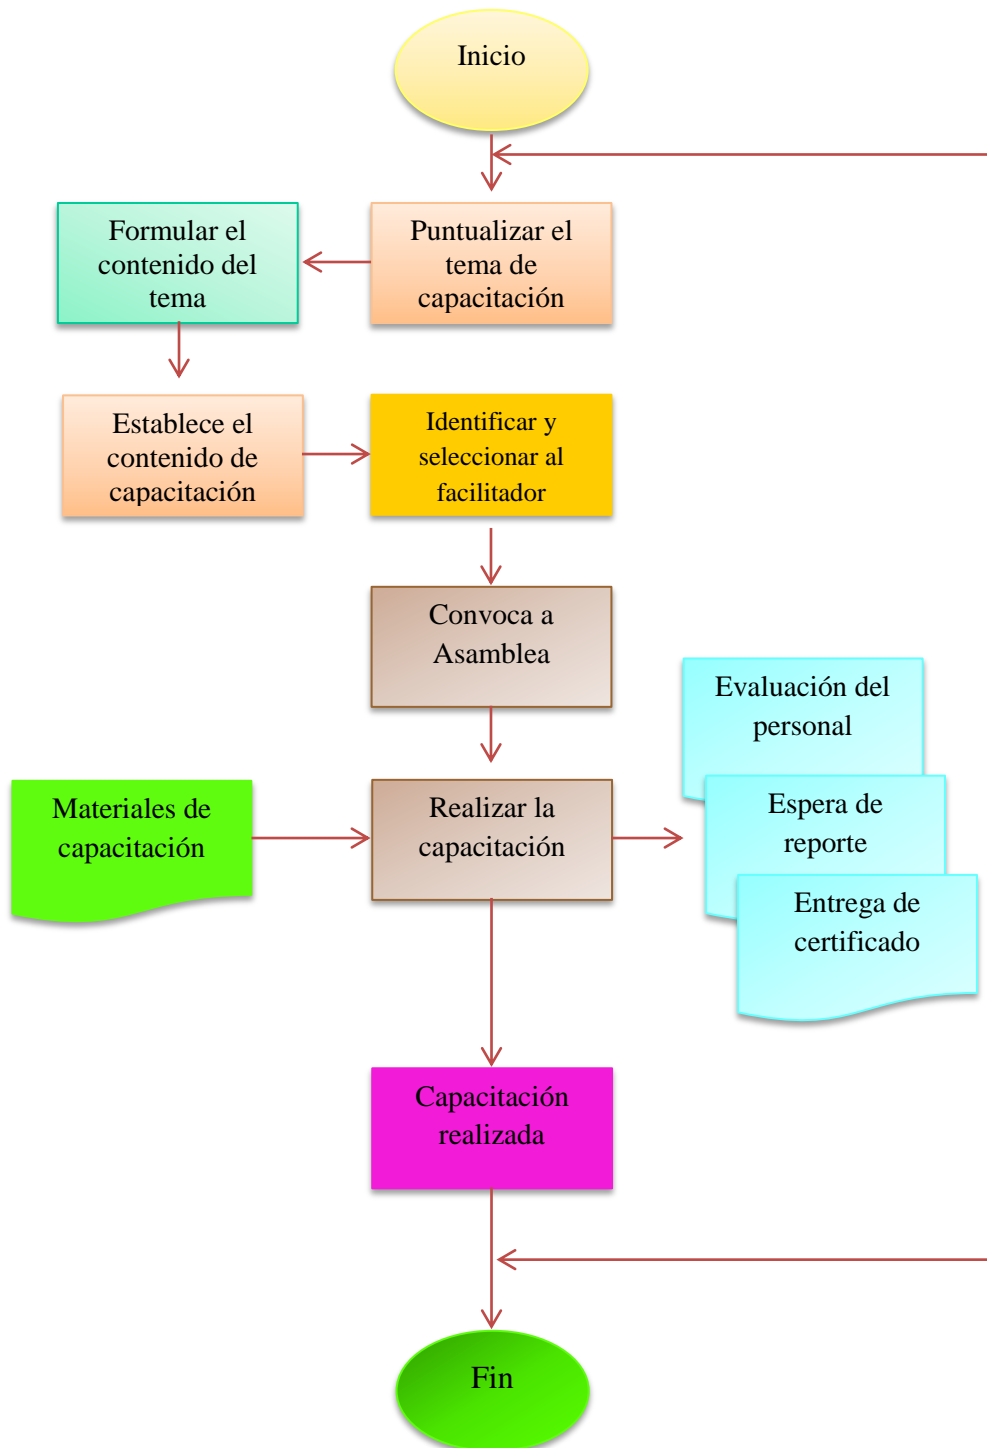 Inicio
Formular el
contenido del
tema
Puntualizar el
tema de
capacitación
Establece el
contenido de
capacitación
Identificar y
seleccionar al
facilitador
Convoca a
Asamblea
Evaluación del
personal
Materiales de
capacitación
Realizar la
capacitación
Espera de
reporte
Entrega de
certificado
Capacitación
realizada
Fin